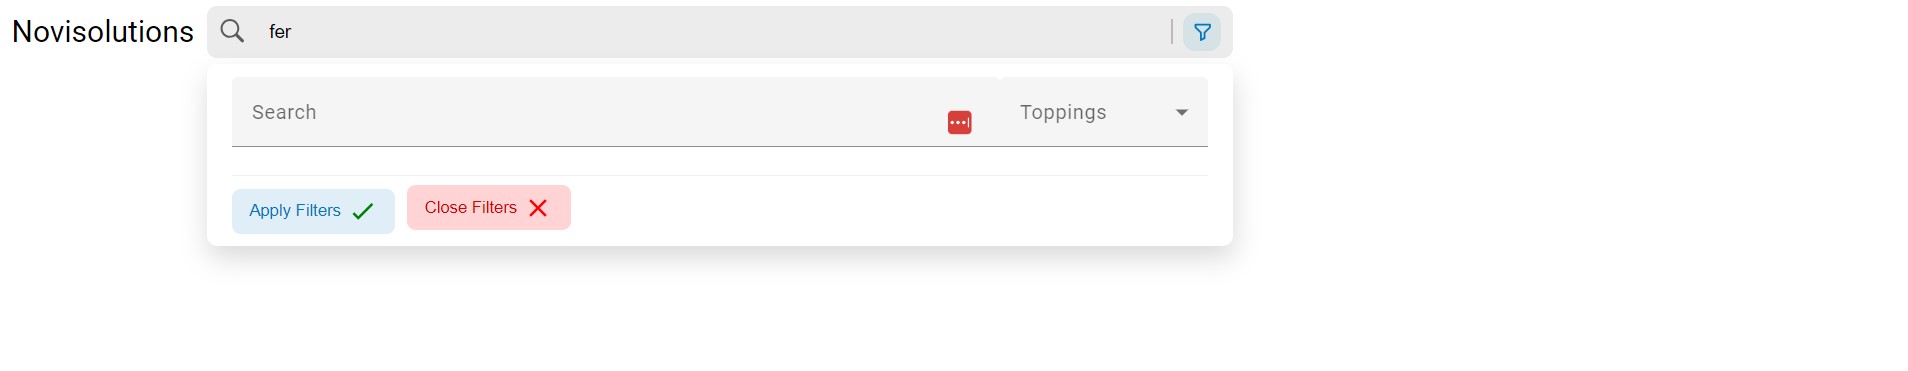 Novisolutions
fer
Search
Toppings
Apply Filters
Close Filters